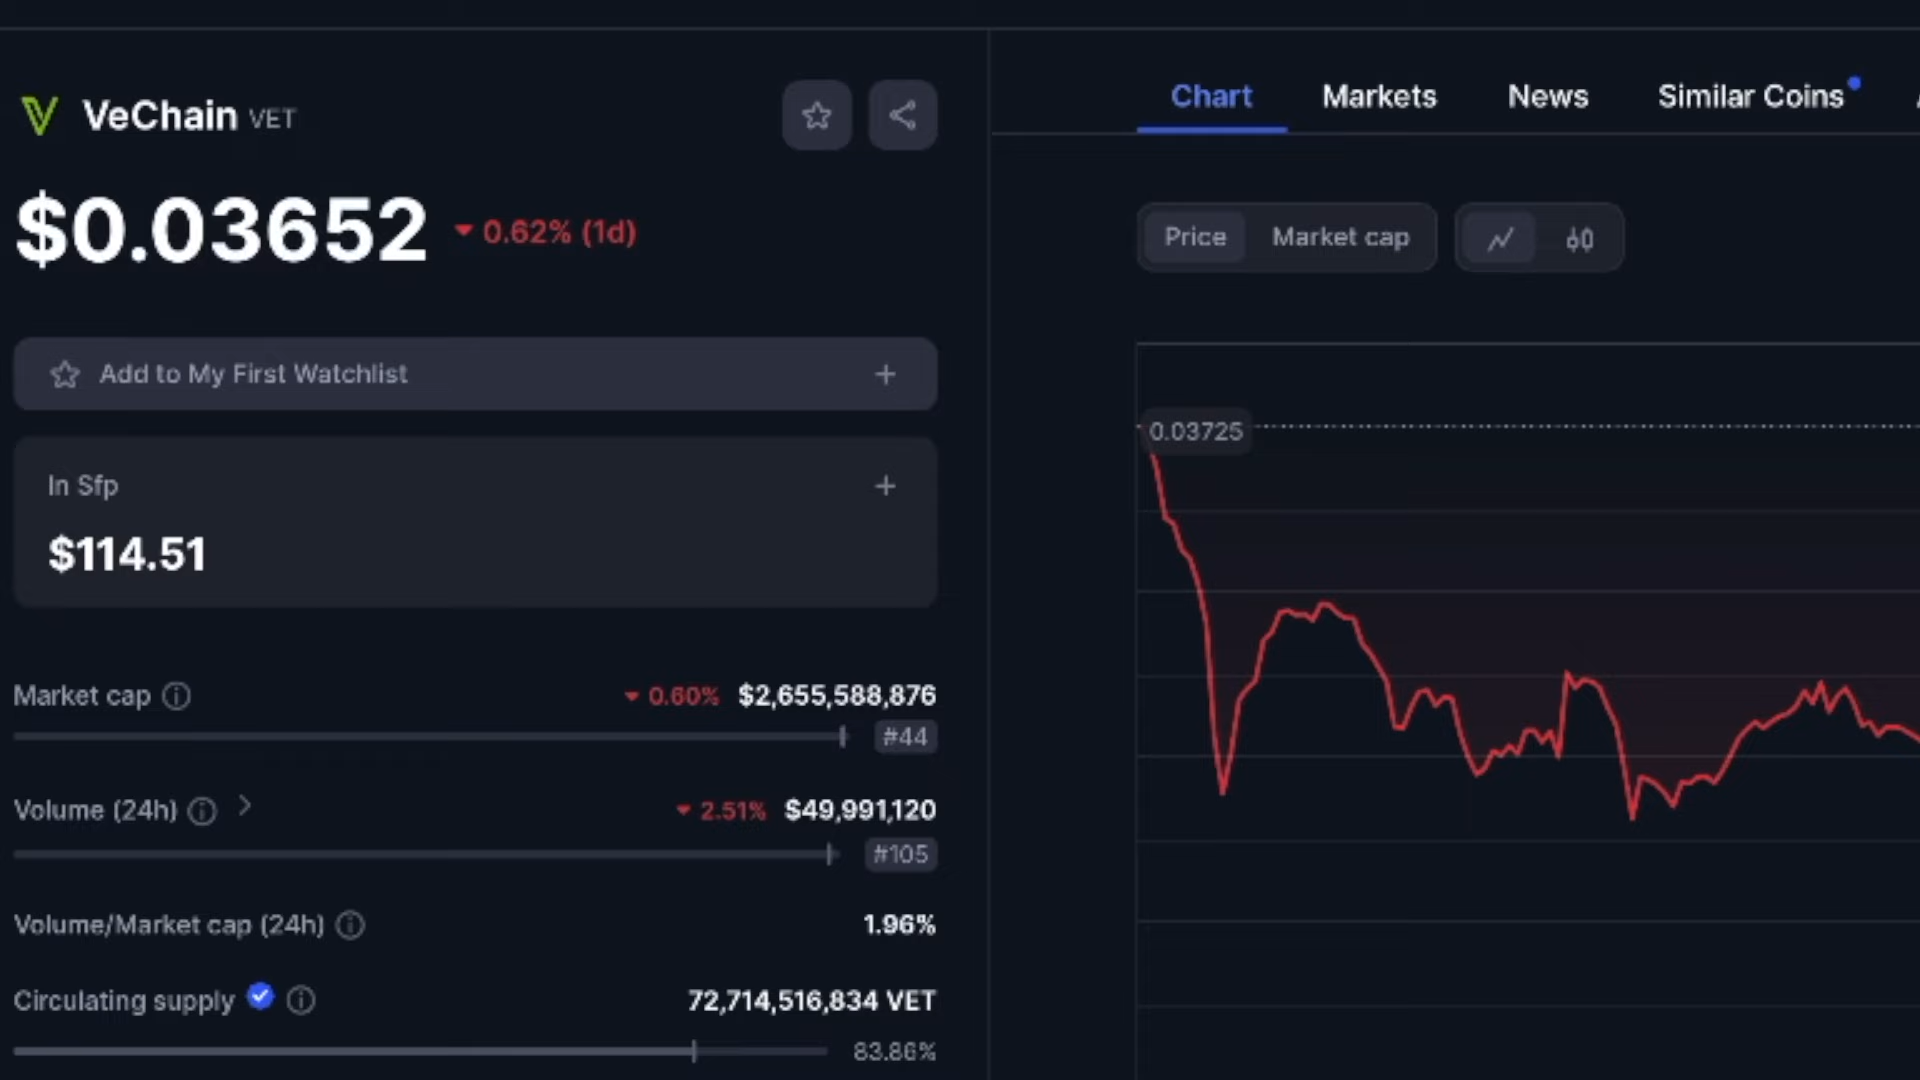 VeChain VET
$0.03652 0.62% (1d)
Add to My First Watchlist
In Sfp
$114.51
Market cap 0.60% $2,655,588,876
#44
Volume (24h) 2.51% $49,991,120
#105
Volume/Market cap (24h) 1.96%
Circulating supply 72,714,516,834 VET
83.86%
Chart Markets News Similar Coins
Price Market cap
0.03725